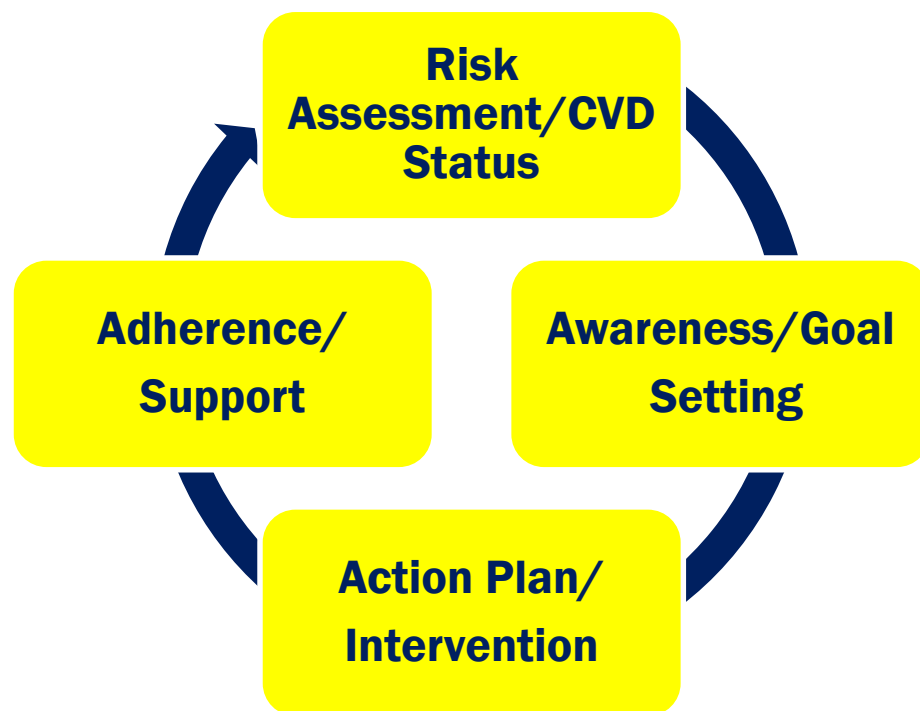 Risk
Assessment/CVD
Status
Adherence/
Support
Awareness/Goal
Setting
Action Plan/
Intervention